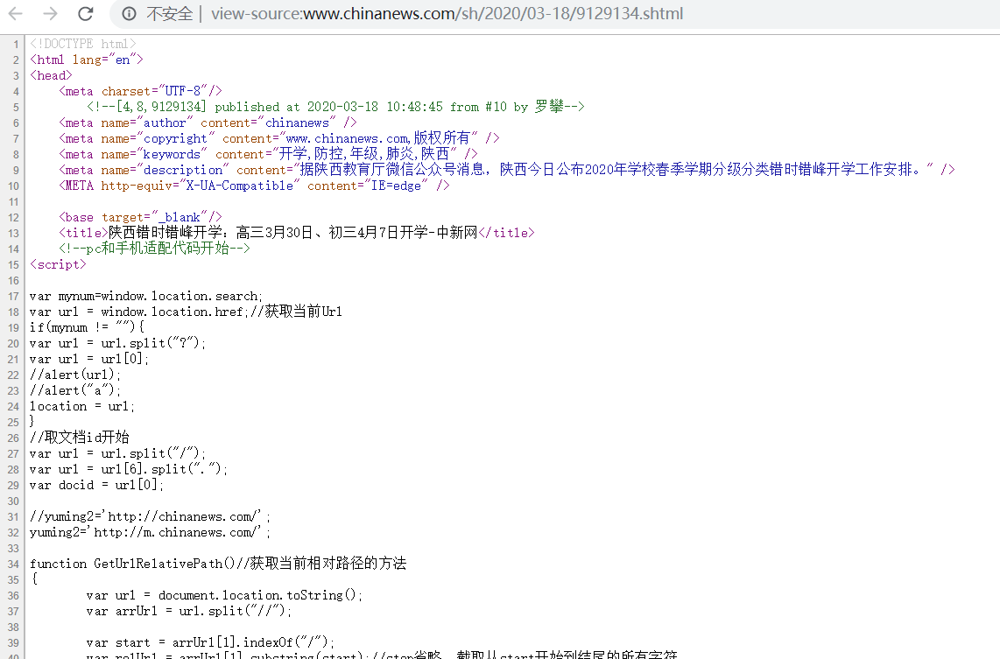 不安全 | view-source:www.chinanews.com/sh/2020/03-18/9129134.shtml
1 <!DOCTYPE html>
2 <html lang="en">
3 <head>
4 <meta charset="UTF-8"/>
5 <!--[4,8,9129134] published at 2020-03-18 10:48:45 from #10 by 罗攀-->
6 <meta name="author" content="chinanews" />
7 <meta name="copyright" content="www.chinanews.com,版权所有" />
8 <meta name="keywords" content="开学,防控,年级,肺炎,陕西" />
9 <meta name="description" content="据陕西教育厅微信公众号消息，陕西今日公布2020年学校春季学期分级分类错时错峰开学工作安排。" />
10 <META http-equiv="X-UA-Compatible" content="IE=edge" />
11
12 <base target="_blank"/>
13 <title>陕西错时错峰开学：高三3月30日、初三4月7日开学-中新网</title>
14 <!--pc和手机适配代码开始-->
15 <script>
16
17 var mynum=window.location.search;
18 var url = window.location.href;//获取当前Url
19 if(mynum != ""){
20 var url = url.split("?");
21 var url = url[0];
22 //alert(url);
23 //alert("a");
24 location = url;
25 }
26 //取文档id开始
27 var url = url.split("/");
28 var url = url[6].split(".");
29 var docid = url[0];
30
31 //yuming2='http://chinanews.com/';
32 yuming2='http://m.chinanews.com/';
33
34 function GetUrlRelativePath()//获取当前相对路径的方法
35 {
36 var url = document.location.toString();
37 var arrUrl = url.split("//");
38
39 var start = arrUrl[1].indexOf("/");
40 var relUrl = arrUrl[1].substring(start);//stop省略，截取从start开始到结尾的所有字符